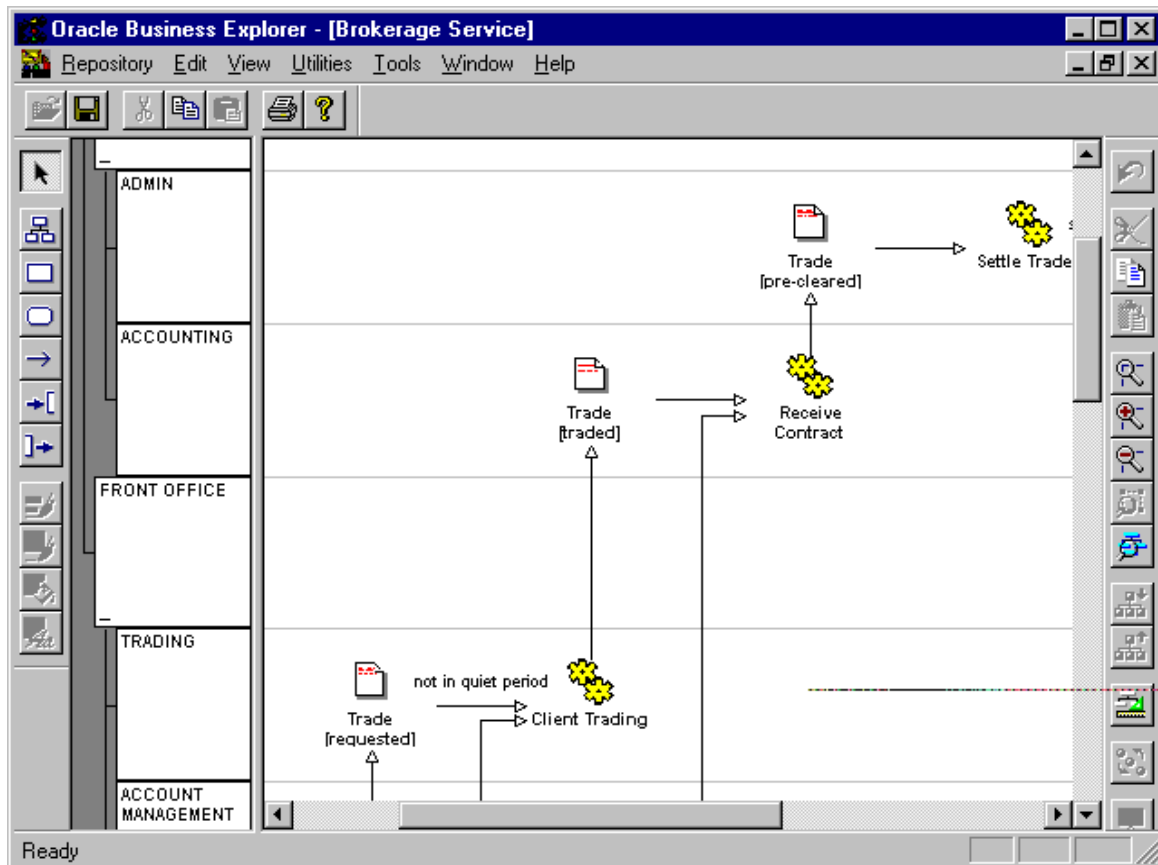 Oracle Business Explorer - [Brokerage Service]
Repository Edit View Utilities Tools Window Help
ADMIN
Trade
[pre-cleared]
Settle Trade
s
ACCOUNTING
Trade
[traded]
Receive
Contract
FRONT OFFICE
TRADING
not in quiet period
Trade
[requested]
Client Trading
ACCOUNT
MANAGEMENT
Ready